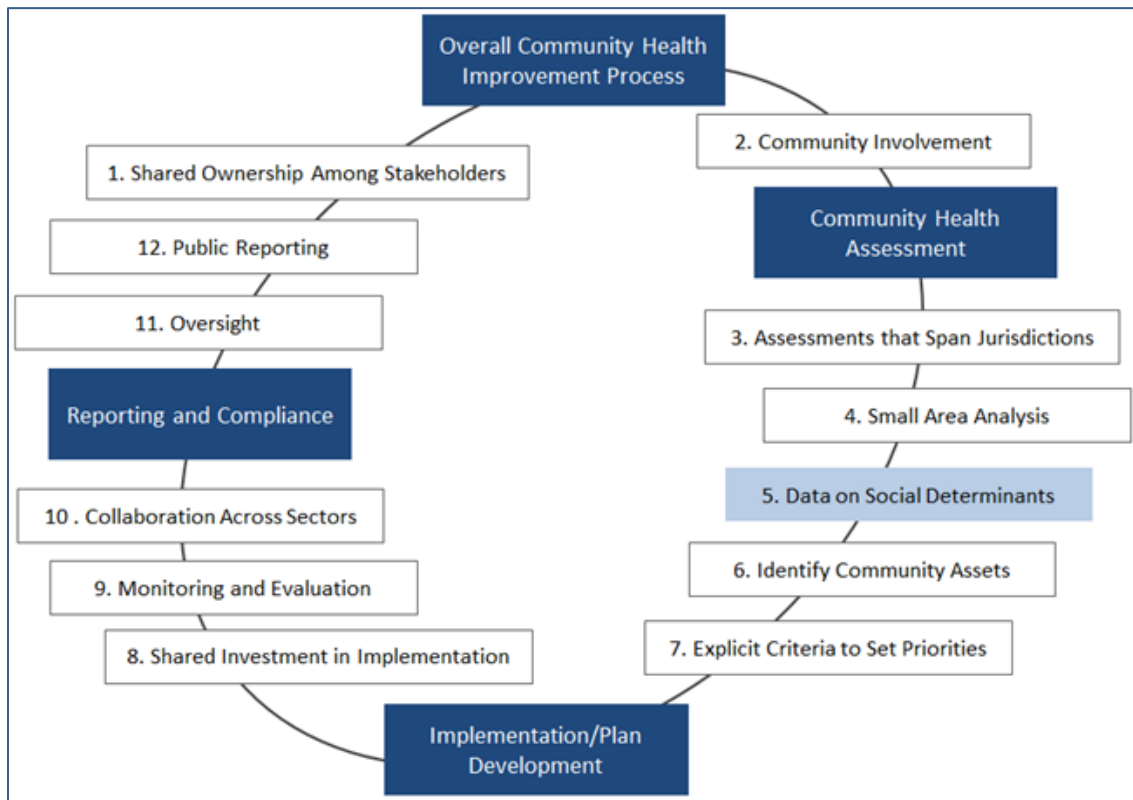 Overall Community Health
Improvement Process
1. Shared Ownership Among Stakeholders
2. Community Involvement
12. Public Reporting
Community Health
Assessment
11. Oversight
3. Assessments that Span Jurisdictions
Reporting and Compliance
4. Small Area Analysis
5. Data on Social Determinants
10 . Collaboration Across Sectors
6. Identify Community Assets
9. Monitoring and Evaluation
7. Explicit Criteria to Set Priorities
8. Shared Investment in Implementation
Implementation/Plan
Development